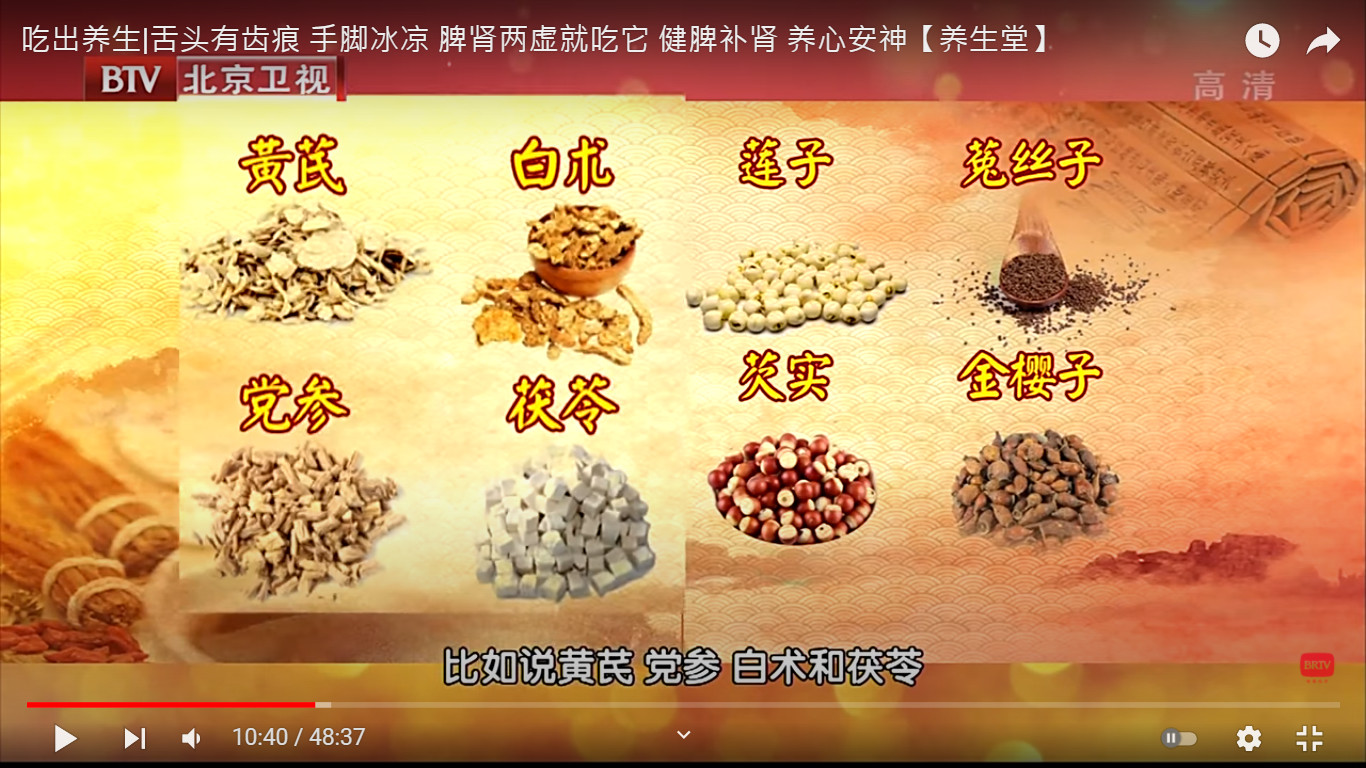 吃出养生|舌头有齿痕 手脚冰凉 脾肾两虚就吃它 健脾补肾 养心安神【养生堂】
BTV 北京卫视
高清
黄芪 白术 莲子 菟丝子
党参 茯苓 芡实 金樱子
比如说黄芪 党参 白术和茯苓
BRTV
10:40 / 48:37